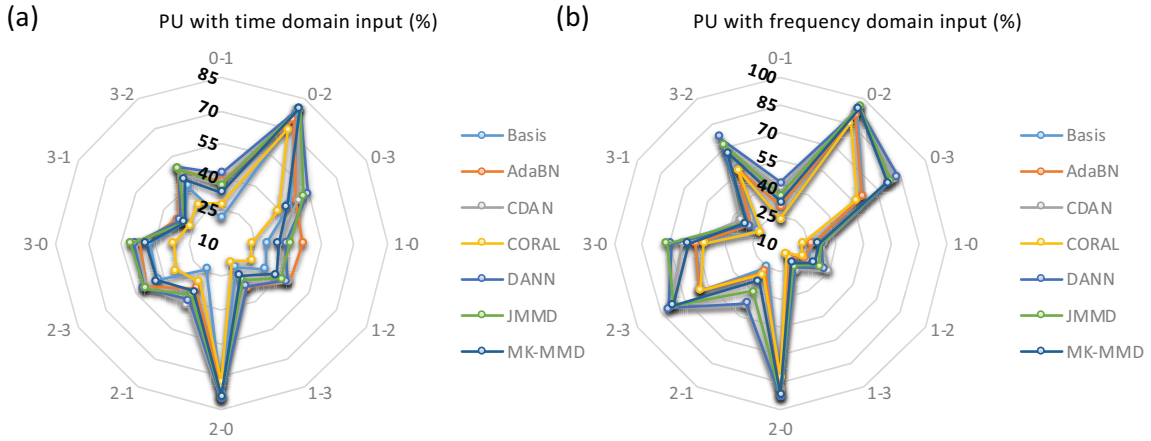 (a)
PU with time domain input (%)
0-1
0-2
0-3
1-0
1-2
1-3
2-0
2-1
2-3
3-0
3-1
3-2
85
70
55
40
25
10
Basis
AdaBN
CDAN
CORAL
DANN
JMMD
MK-MMD
(b)
PU with frequency domain input (%)
0-1
0-2
0-3
1-0
1-2
1-3
2-0
2-1
2-3
3-0
3-1
3-2
100
85
70
55
40
25
10
Basis
AdaBN
CDAN
CORAL
DANN
JMMD
MK-MMD